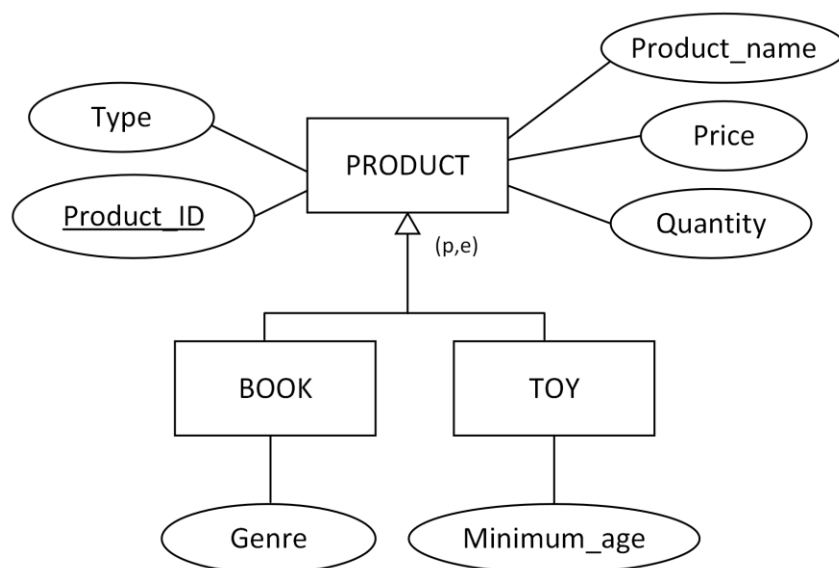 Product_name
Type
Price
PRODUCT
Product_ID
Quantity
(p,e)
BOOK
TOY
Genre
Minimum_age